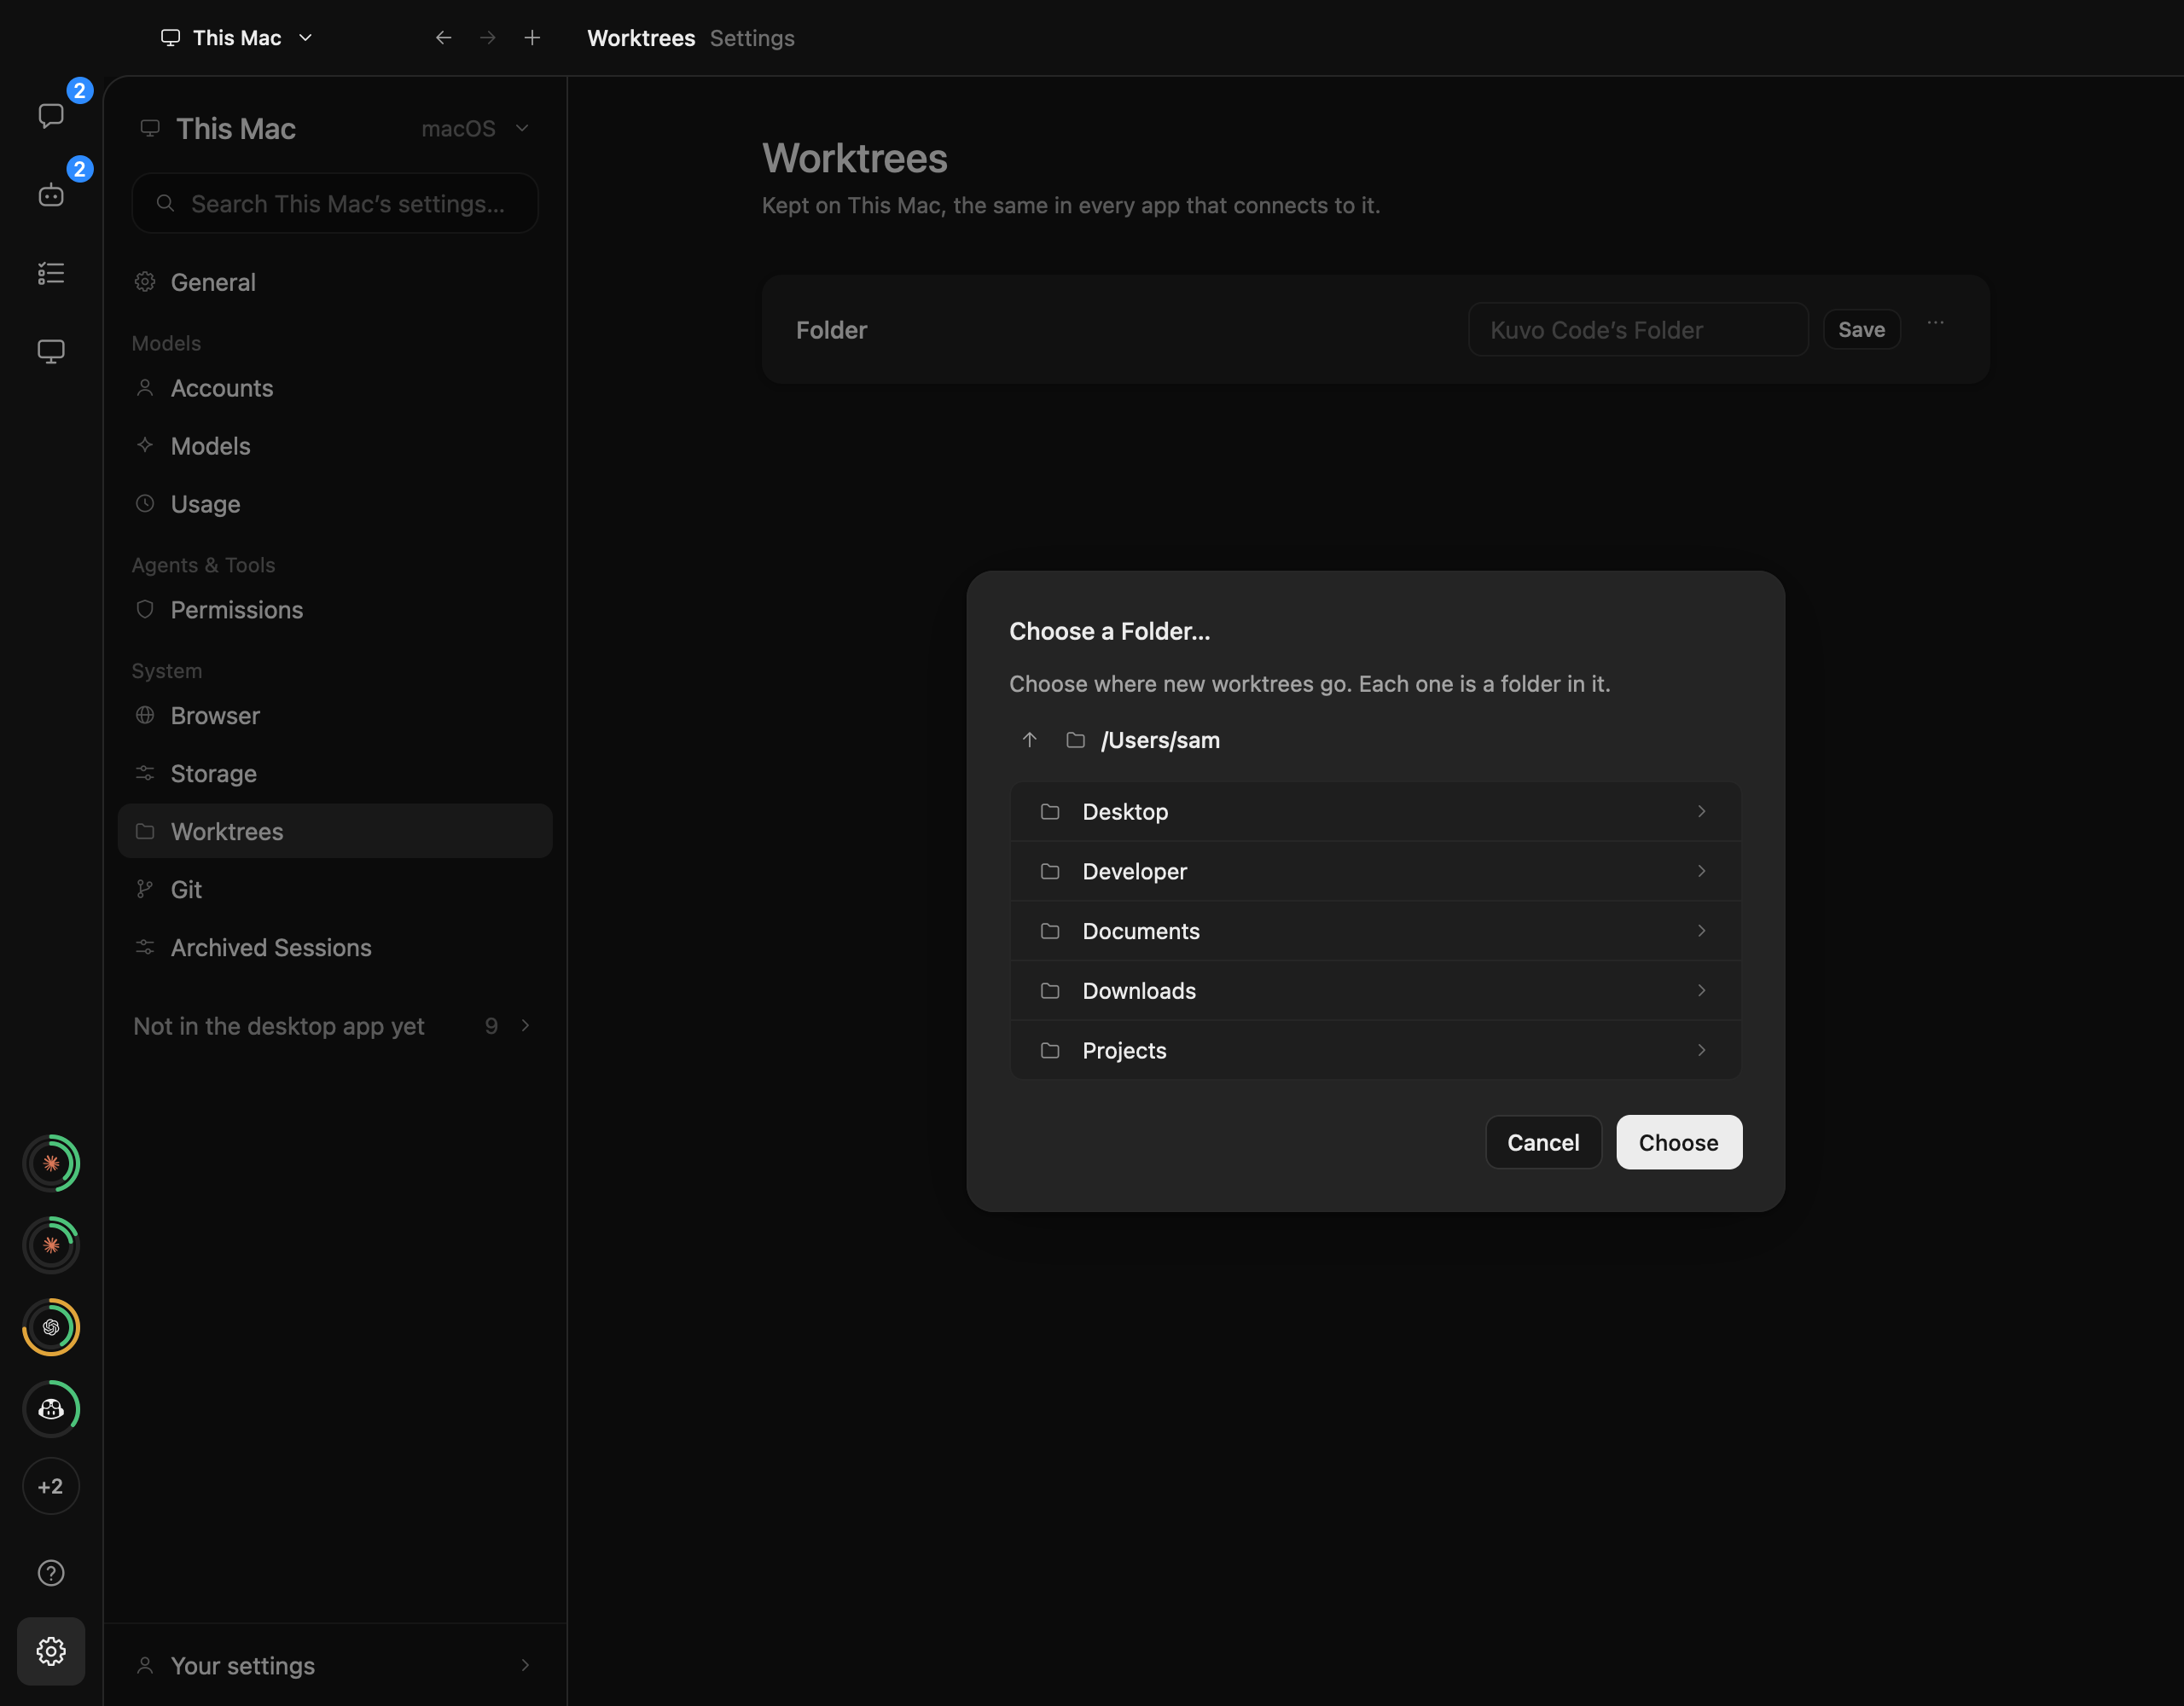 This Mac
Worktrees Settings
2
2
This Mac macOS
Search This Mac’s settings...
General
Models
Accounts
Models
Usage
Agents & Tools
Permissions
System
Browser
Storage
Worktrees
Git
Archived Sessions
Not in the desktop app yet 9
+2
Your settings
Worktrees
Kept on This Mac, the same in every app that connects to it.
Folder
Kuvo Code’s Folder
Save
Choose a Folder...
Choose where new worktrees go. Each one is a folder in it.
/Users/sam
Desktop
Developer
Documents
Downloads
Projects
Cancel
Choose